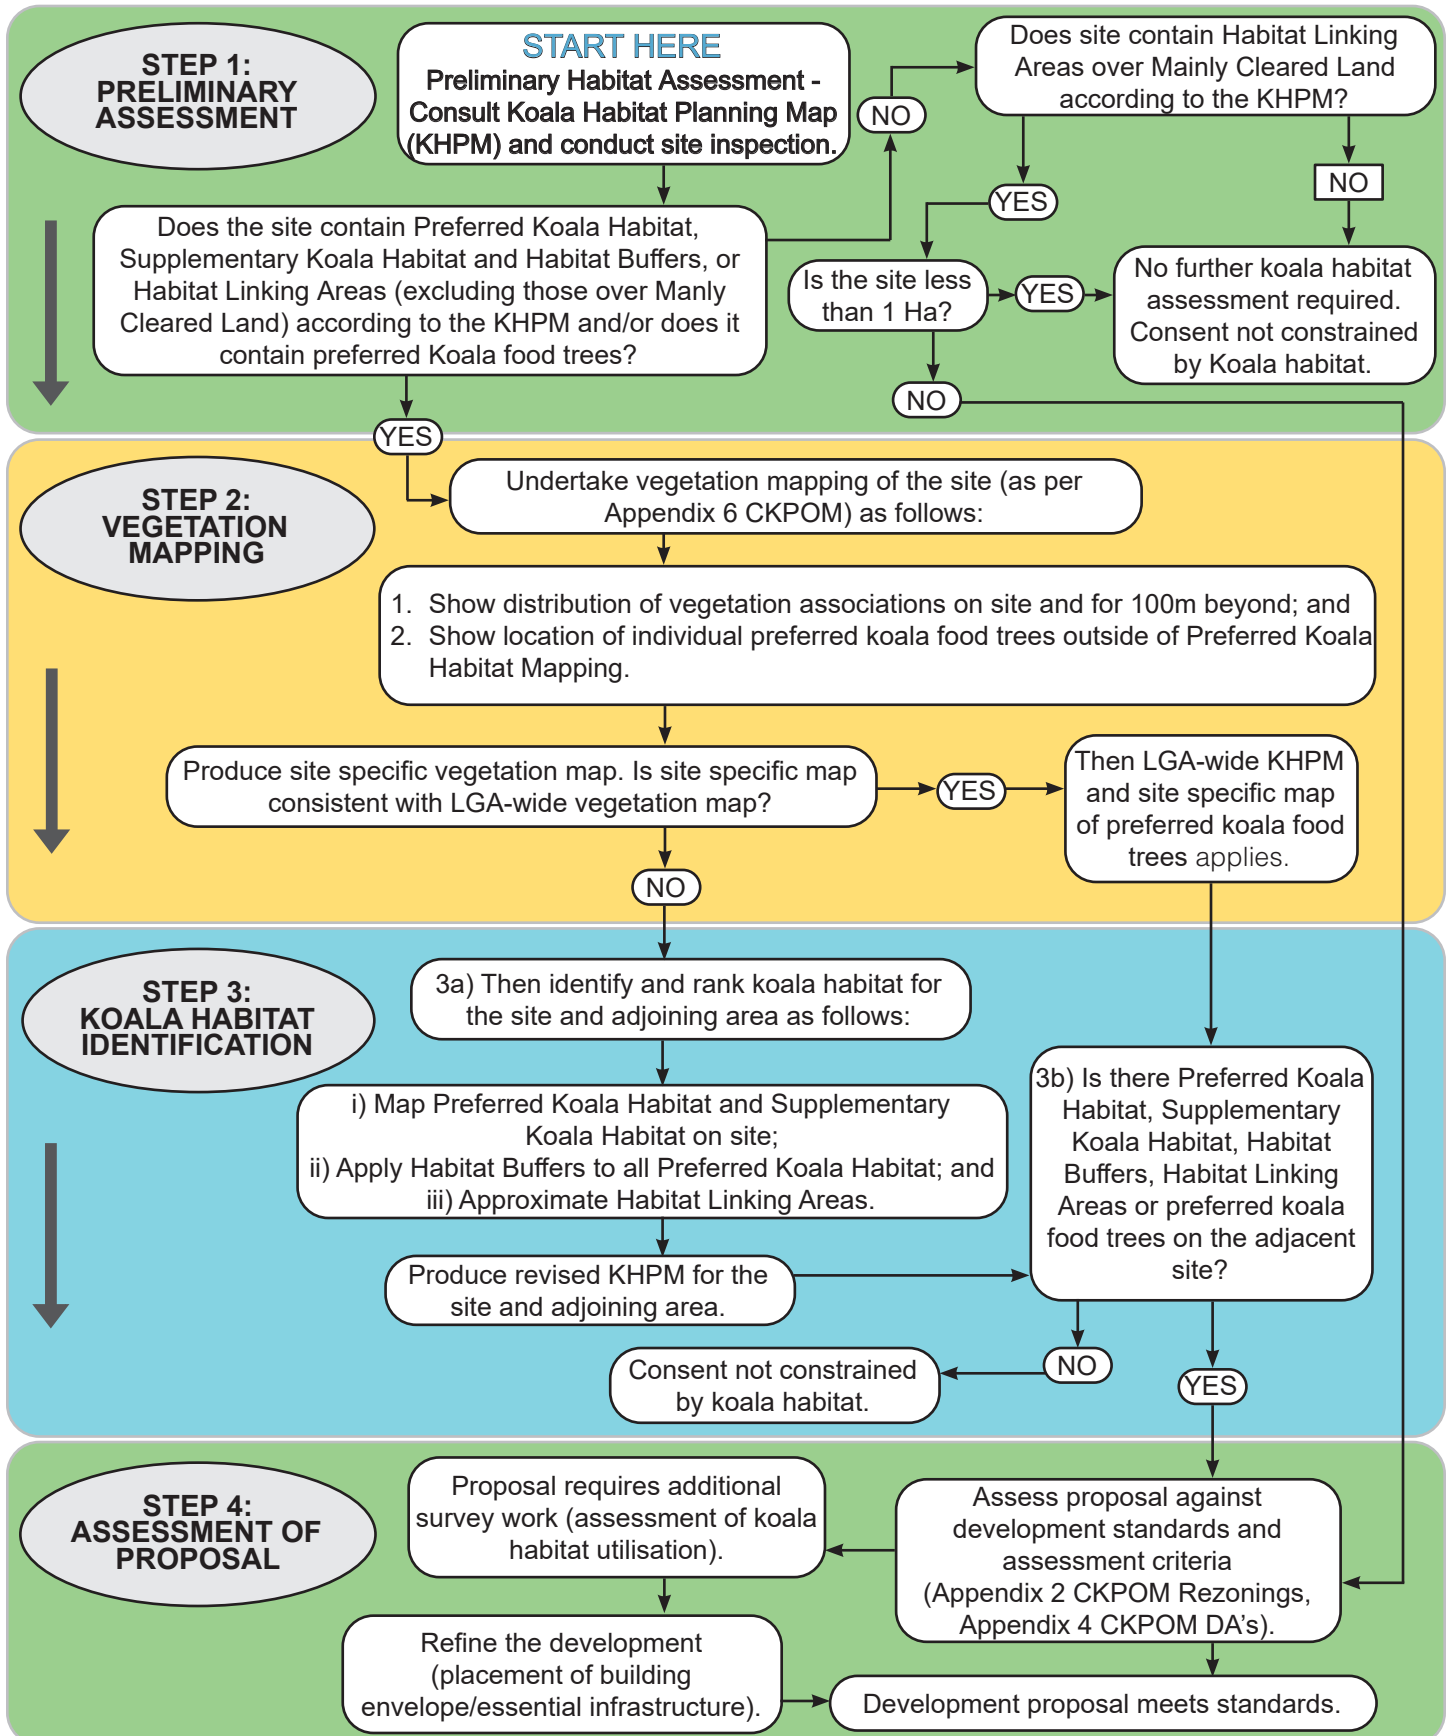 STEP 1:
PRELIMINARY
ASSESSMENT
START HERE
Preliminary Habitat Assessment -
Consult Koala Habitat Planning Map
(KHPM) and conduct site inspection.
NO
Does site contain Habitat Linking
Areas over Mainly Cleared Land
according to the KHPM?
YES
NO
Does the site contain Preferred Koala Habitat,
Supplementary Koala Habitat and Habitat Buffers, or
Habitat Linking Areas (excluding those over Manly
Cleared Land) according to the KHPM and/or does it
contain preferred Koala food trees?
Is the site less
than 1 Ha?
YES
No further koala habitat
assessment required.
Consent not constrained
by Koala habitat.
NO
YES
STEP 2:
VEGETATION
MAPPING
Undertake vegetation mapping of the site (as per
Appendix 6 CKPOM) as follows:
1. Show distribution of vegetation associations on site and for 100m beyond; and
2. Show location of individual preferred koala food trees outside of Preferred Koala
Habitat Mapping.
Produce site specific vegetation map. Is site specific map
consistent with LGA-wide vegetation map?
YES
Then LGA-wide KHPM
and site specific map
of preferred koala food
trees applies.
NO
STEP 3:
KOALA HABITAT
IDENTIFICATION
3a) Then identify and rank koala habitat for
the site and adjoining area as follows:
i) Map Preferred Koala Habitat and Supplementary
Koala Habitat on site;
ii) Apply Habitat Buffers to all Preferred Koala Habitat; and
iii) Approximate Habitat Linking Areas.
Produce revised KHPM for the
site and adjoining area.
3b) Is there Preferred Koala
Habitat, Supplementary
Koala Habitat, Habitat
Buffers, Habitat Linking
Areas or preferred koala
food trees on the adjacent
site?
NO
Consent not constrained
by koala habitat.
YES
STEP 4:
ASSESSMENT OF
PROPOSAL
Proposal requires additional
survey work (assessment of koala
habitat utilisation).
Assess proposal against
development standards and
assessment criteria
(Appendix 2 CKPOM Rezonings,
Appendix 4 CKPOM DA's).
Refine the development
(placement of building
envelope/essential infrastructure).
Development proposal meets standards.